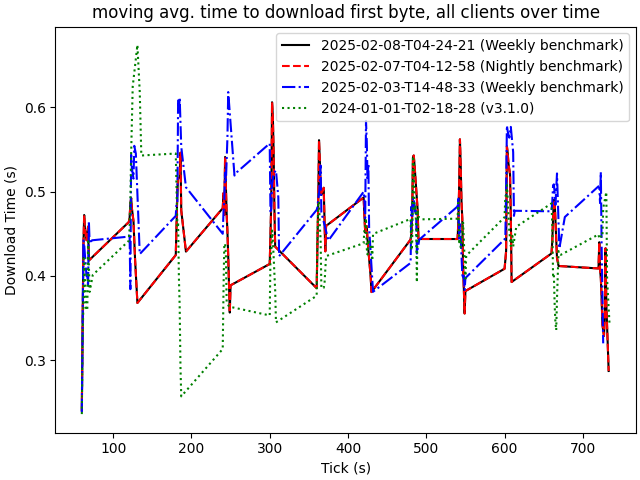 moving avg. time to download first byte, all clients over time
2025-02-08-T04-24-21 (Weekly benchmark)
2025-02-07-T04-12-58 (Nightly benchmark)
2025-02-03-T14-48-33 (Weekly benchmark)
2024-01-01-T02-18-28 (v3.1.0)
Download Time (s)
0.6
0.5
0.4
0.3
100 200 300 400 500 600 700
Tick (s)